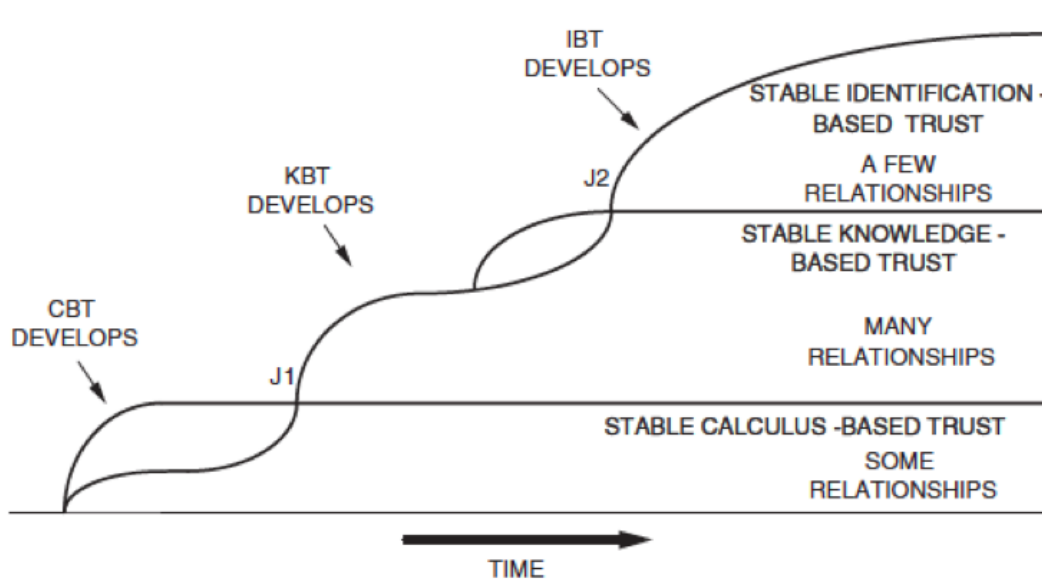 IBT
DEVELOPS
STABLE IDENTIFICATION -
BASED TRUST
A FEW
RELATIONSHIPS
J2
KBT
DEVELOPS
STABLE KNOWLEDGE -
BASED TRUST
CBT
DEVELOPS
MANY
RELATIONSHIPS
J1
STABLE CALCULUS -BASED TRUST
SOME
RELATIONSHIPS
TIME